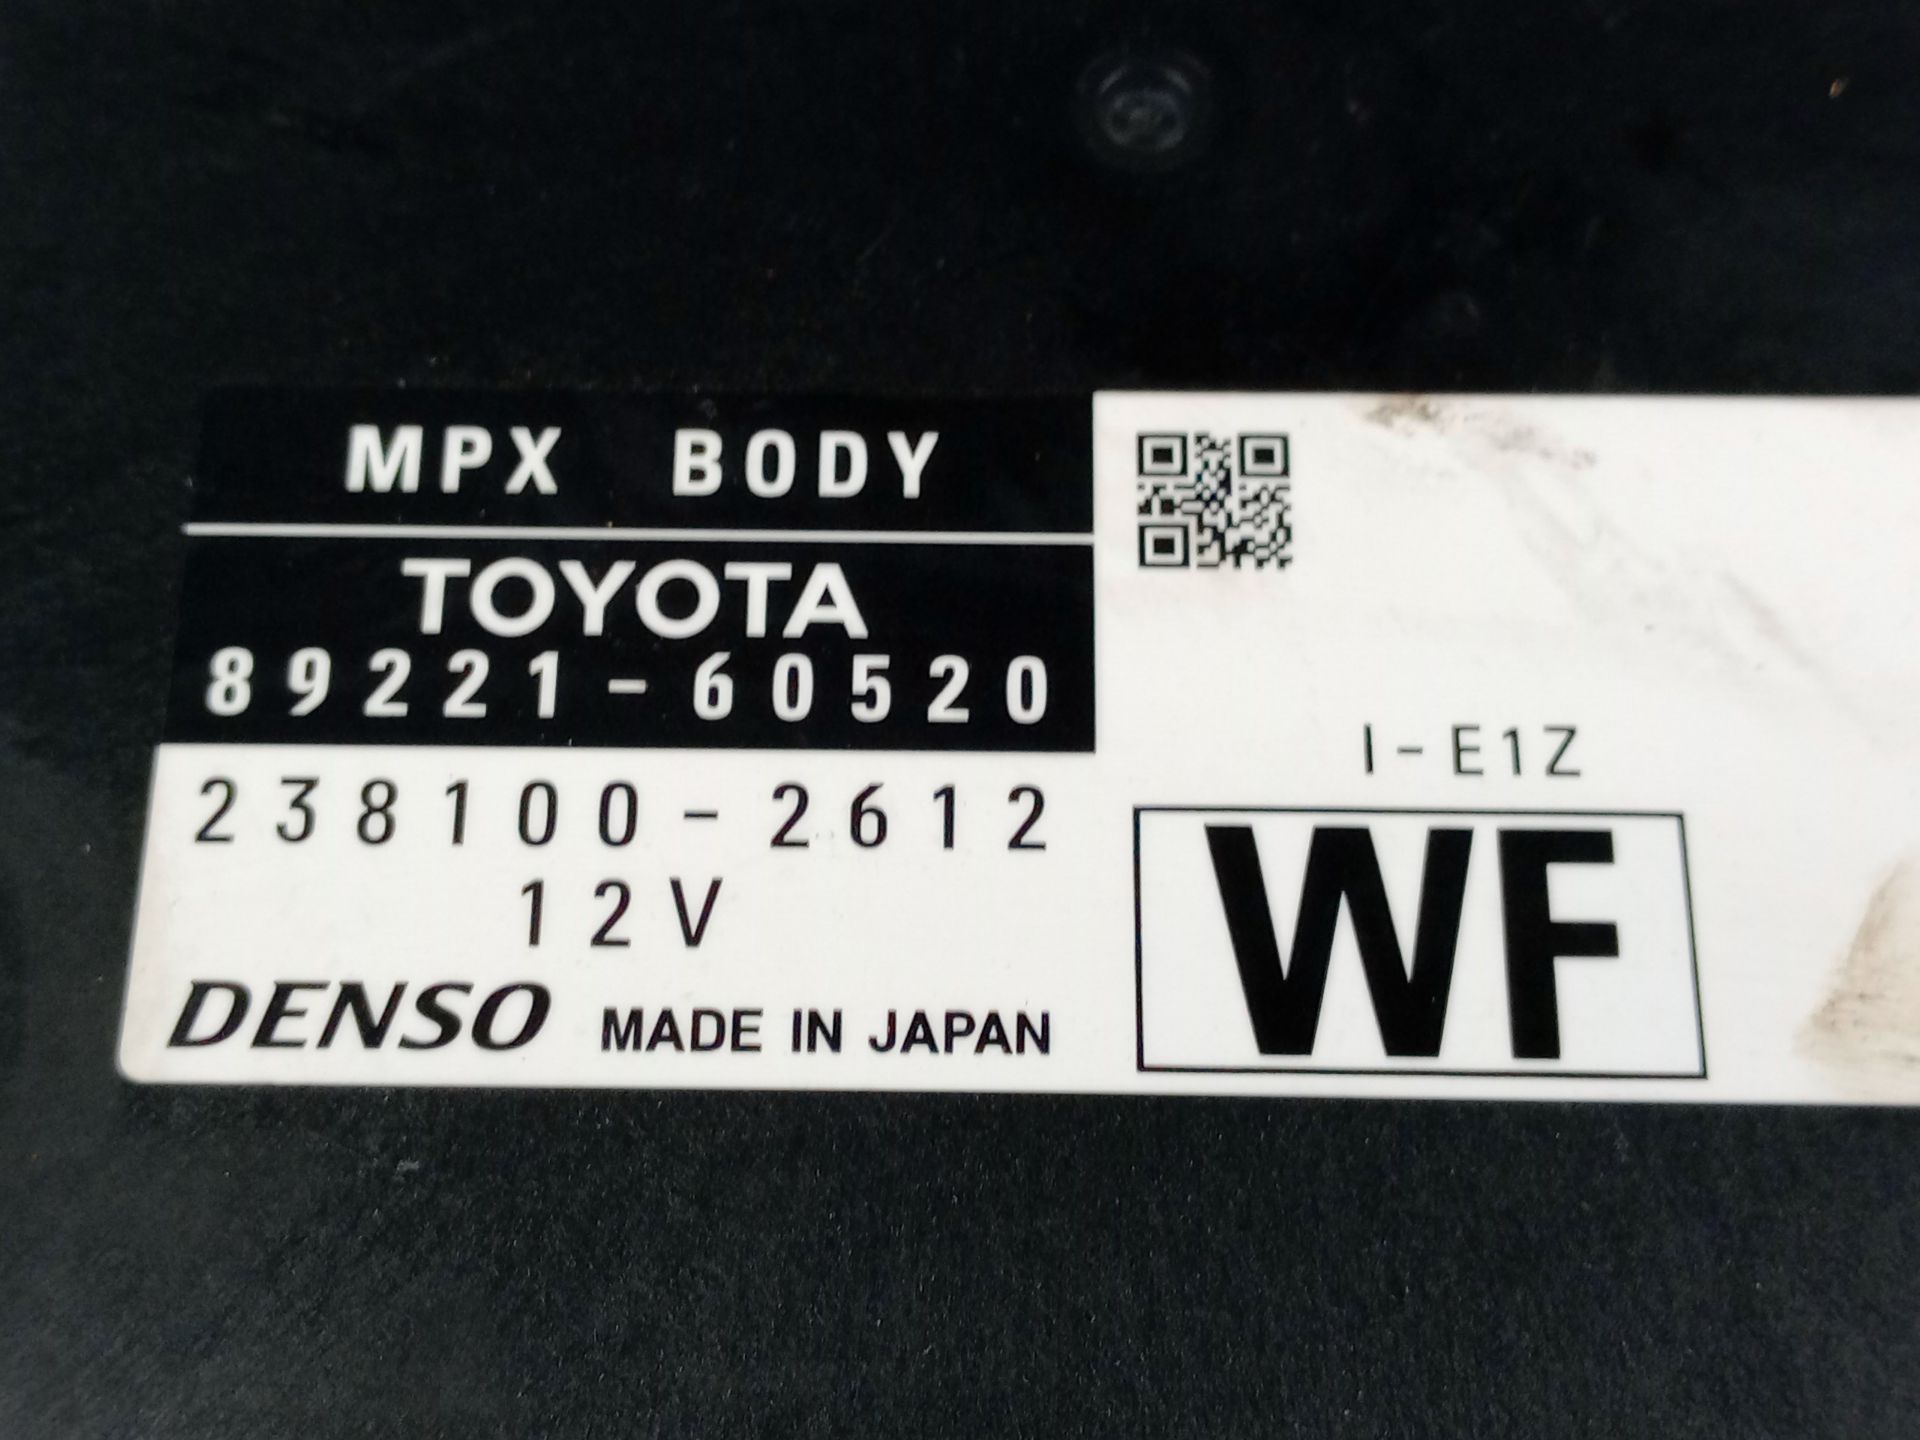 MPX BODY
TOYOTA
89221-60520
238100-2612
12V
DENSO MADE IN JAPAN
I-E1Z
WF